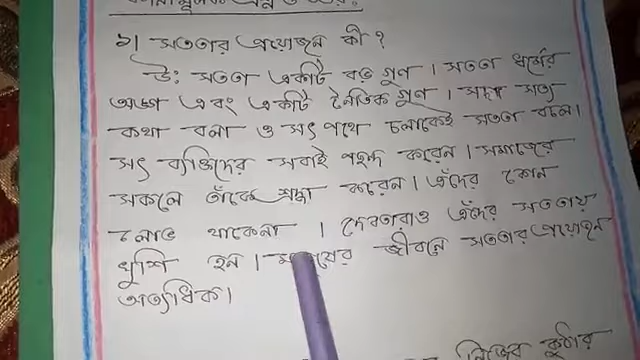 ১। সততার প্রয়োজন কী?
উঃ সততা একটি বড় গুণ। সততা ধর্মের
অঙ্গ এবং একটি নৈতিক গুণ। সদা সত্য
কথা বলা ও সৎ পথে চলাকেই সততা বলে।
সৎ ব্যক্তিদের সবাই পছন্দ করেন। সমাজের
সকলে তাঁকে শ্রদ্ধা করেন। এঁদের কোন
লোভ থাকেনা। দেবতারাও এঁদের সততায়
খুশি হন। মানুষের জীবনে সততার প্রয়োজন
অত্যধিক।
নিজের কুটির